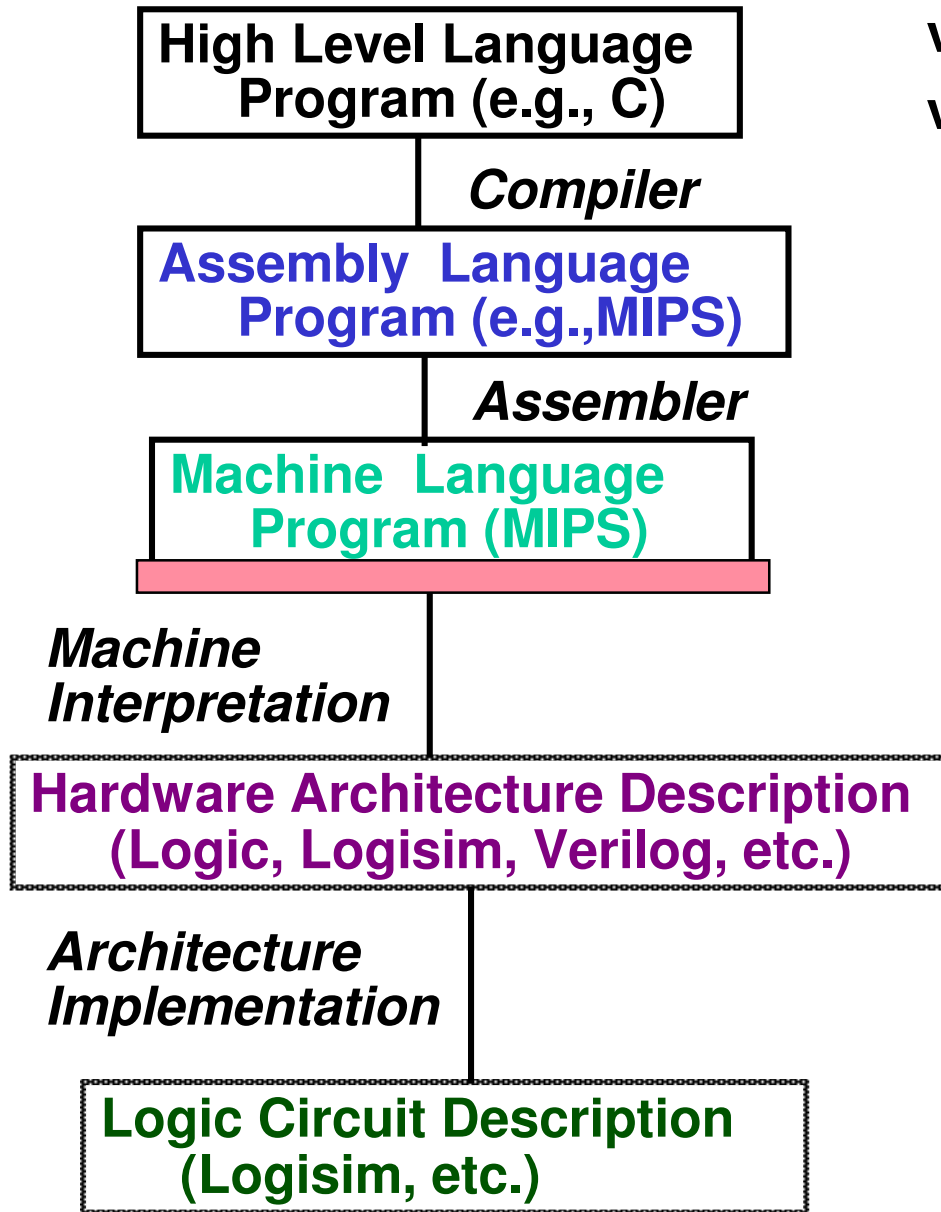 High Level Language
Program (e.g., C)
v
v
Compiler
Assembly Language
Program (e.g.,MIPS)
Assembler
Machine Language
Program (MIPS)
Machine
Interpretation
Hardware Architecture Description
(Logic, Logisim, Verilog, etc.)
Architecture
Implementation
Logic Circuit Description
(Logisim, etc.)